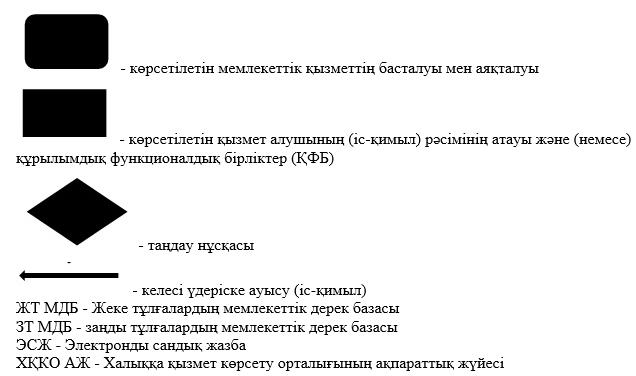 - көрсетілетін мемлекеттік қызметтің басталуы мен аяқталуы
- көрсетілетін қызмет алушының (іс-қимыл) рәсімінің атауы және (немесе)
құрылымдық функционалдық бірліктер (ҚФБ)
- таңдау нұсқасы
- келесі үдеріске ауысу (іс-қимыл)
ЖТ МДБ - Жеке тұлғалардың мемлекеттік дерек базасы
ЗТ МДБ - заңды тұлғалардың мемлекеттік дерек базасы
ЭСЖ - Электронды сандық жазба
ХҚКО АЖ - Халыққа қызмет көрсету орталығының ақпараттық жүйесі